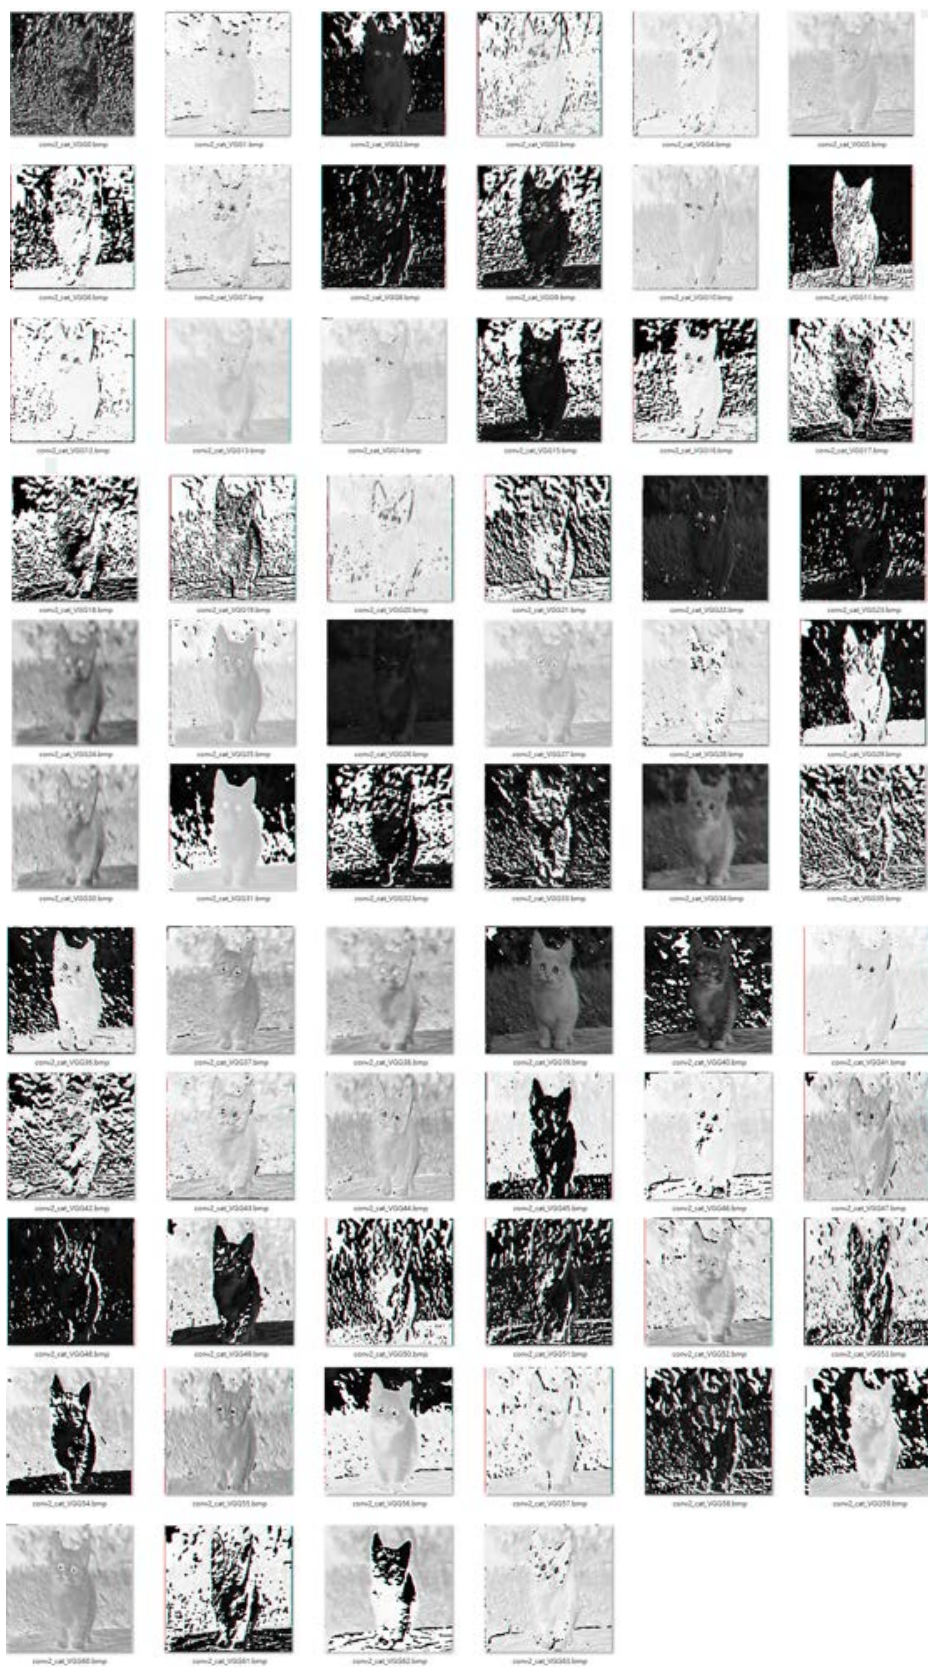 conv2_cat_VGG0.bmp
conv2_cat_VGG1.bmp
conv2_cat_VGG2.bmp
conv2_cat_VGG3.bmp
conv2_cat_VGG4.bmp
conv2_cat_VGG5.bmp
conv2_cat_VGG6.bmp
conv2_cat_VGG7.bmp
conv2_cat_VGG8.bmp
conv2_cat_VGG9.bmp
conv2_cat_VGG10.bmp
conv2_cat_VGG11.bmp
conv2_cat_VGG12.bmp
conv2_cat_VGG13.bmp
conv2_cat_VGG14.bmp
conv2_cat_VGG15.bmp
conv2_cat_VGG16.bmp
conv2_cat_VGG17.bmp
conv2_cat_VGG18.bmp
conv2_cat_VGG19.bmp
conv2_cat_VGG20.bmp
conv2_cat_VGG21.bmp
conv2_cat_VGG22.bmp
conv2_cat_VGG23.bmp
conv2_cat_VGG24.bmp
conv2_cat_VGG25.bmp
conv2_cat_VGG26.bmp
conv2_cat_VGG27.bmp
conv2_cat_VGG28.bmp
conv2_cat_VGG29.bmp
conv2_cat_VGG30.bmp
conv2_cat_VGG31.bmp
conv2_cat_VGG32.bmp
conv2_cat_VGG33.bmp
conv2_cat_VGG34.bmp
conv2_cat_VGG35.bmp
conv2_cat_VGG36.bmp
conv2_cat_VGG37.bmp
conv2_cat_VGG38.bmp
conv2_cat_VGG39.bmp
conv2_cat_VGG40.bmp
conv2_cat_VGG41.bmp
conv2_cat_VGG42.bmp
conv2_cat_VGG43.bmp
conv2_cat_VGG44.bmp
conv2_cat_VGG45.bmp
conv2_cat_VGG46.bmp
conv2_cat_VGG47.bmp
conv2_cat_VGG48.bmp
conv2_cat_VGG49.bmp
conv2_cat_VGG50.bmp
conv2_cat_VGG51.bmp
conv2_cat_VGG52.bmp
conv2_cat_VGG53.bmp
conv2_cat_VGG54.bmp
conv2_cat_VGG55.bmp
conv2_cat_VGG56.bmp
conv2_cat_VGG57.bmp
conv2_cat_VGG58.bmp
conv2_cat_VGG59.bmp
conv2_cat_VGG60.bmp
conv2_cat_VGG61.bmp
conv2_cat_VGG62.bmp
conv2_cat_VGG63.bmp